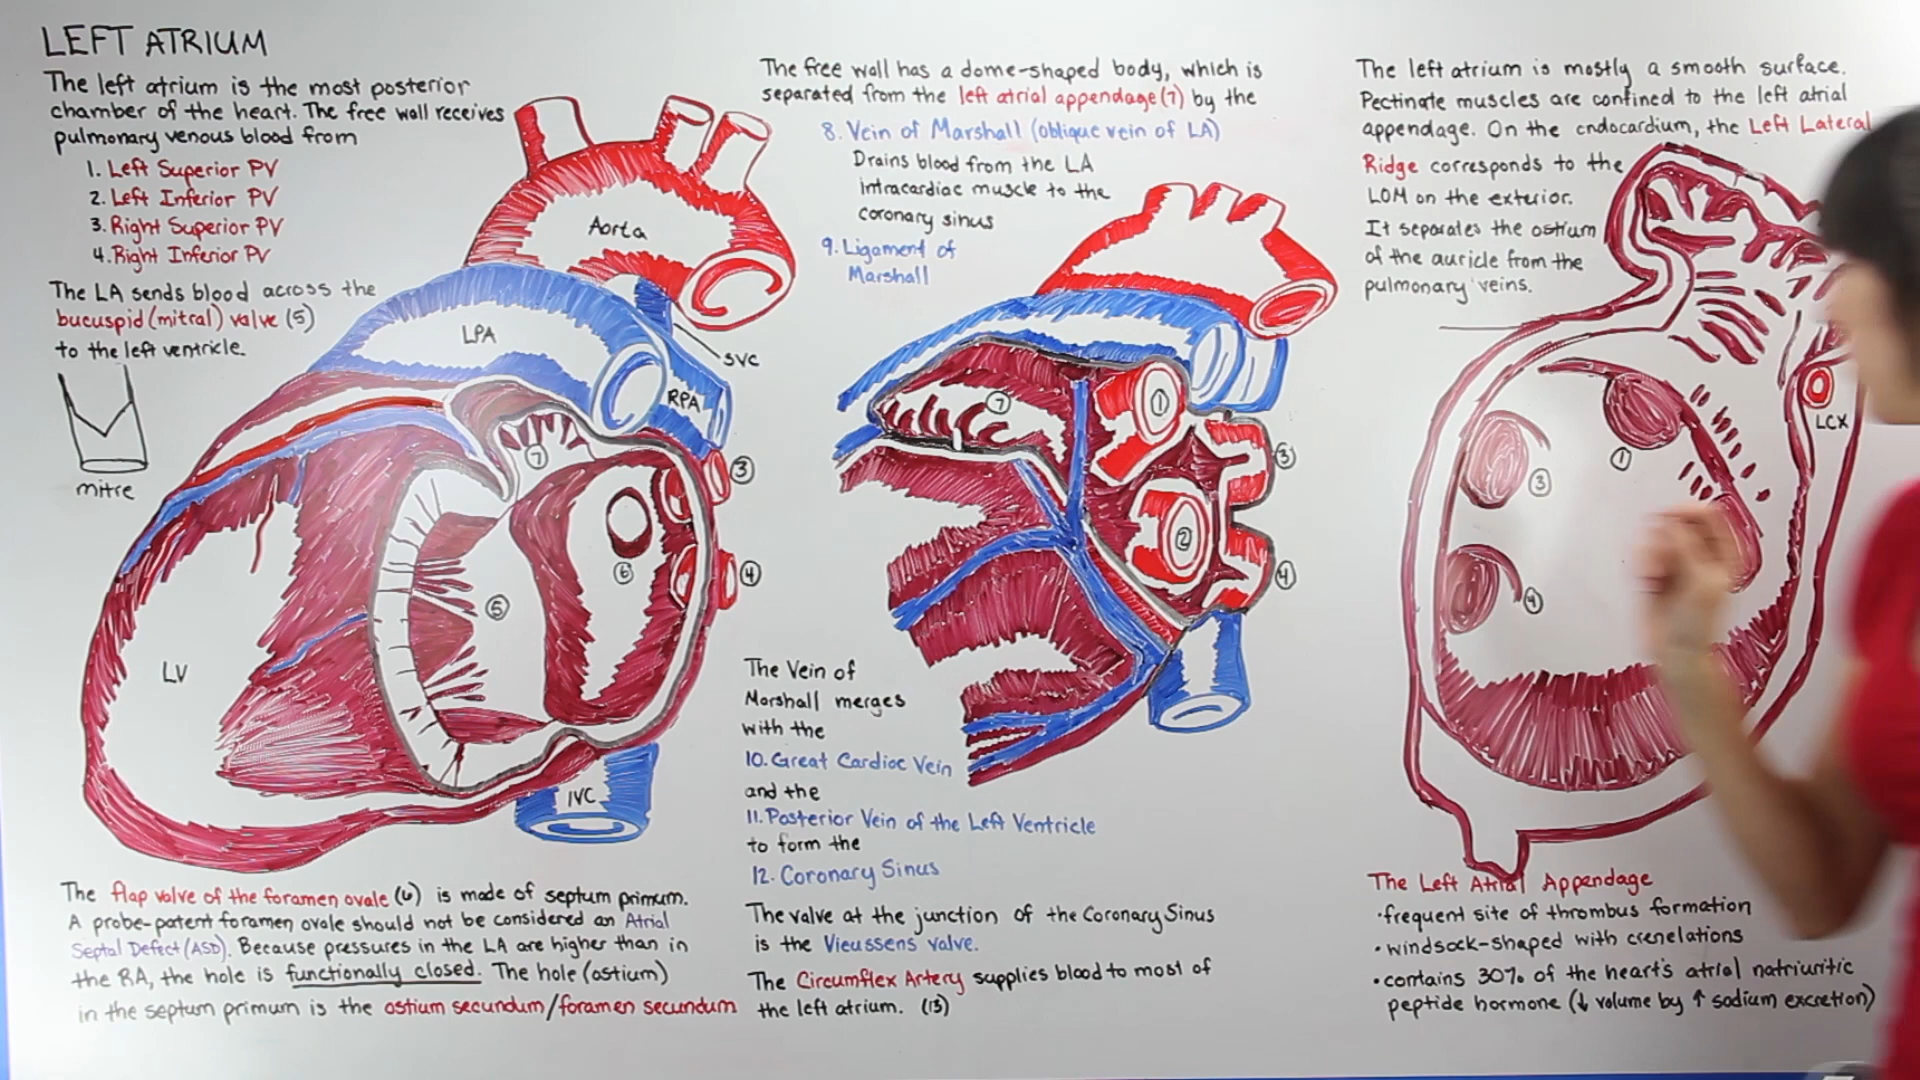 LEFT ATRIUM
The left atrium is the most posterior
chamber of the heart. The free wall receives
pulmonary venous blood from
1. Left Superior PV
2. Left Inferior PV
3. Right Superior PV
4. Right Inferior PV
The LA sends blood across the
bucuspid (mitral) valve (5)
to the left ventricle.
mitre
Aorta
LPA
SVC
RPA
7
3
6
4
5
LV
IVC
The flap valve of the foramen ovale (6) is made of septum primum.
A probe-patent foramen ovale should not be considered an Atrial
Septal Defect (ASD). Because pressures in the LA are higher than in
the RA, the hole is functionally closed. The hole (ostium)
in the septum primum is the ostium secundum/foramen secundum
The free wall has a dome-shaped body, which is
separated from the left atrial appendage (7) by the
8. Vein of Marshall (oblique vein of LA)
Drains blood from the LA
intracardiac muscle to the
coronary sinus
9. Ligament of
Marshall
7
1
3
2
4
The Vein of
Marshall merges
with the
10. Great Cardiac Vein
and the
11. Posterior Vein of the Left Ventricle
to form the
12. Coronary Sinus
The valve at the junction of the Coronary Sinus
is the Vieussens valve.
The Circumflex Artery supplies blood to most of
the left atrium. (13)
The left atrium is mostly a smooth surface.
Pectinate muscles are confined to the left atrial
appendage. On the endocardium, the Left Lateral
Ridge corresponds to the
LOM on the exterior.
It separates the ostium
of the auricle from the
pulmonary veins.
LCX
1
3
4
The Left Atrial Appendage
• frequent site of thrombus formation
• windsock-shaped with crenelations
• contains 30% of the heart's atrial natriuritic
peptide hormone (↓ volume by ↑ sodium excretion)